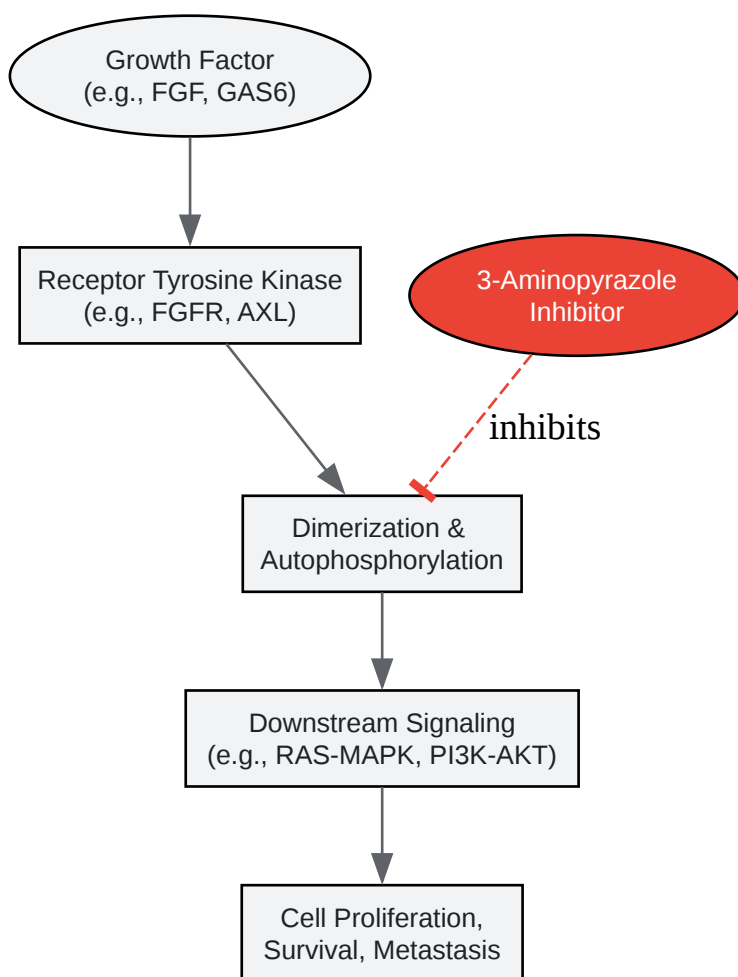 Growth Factor
(e.g., FGF, GAS6)
Receptor Tyrosine Kinase
(e.g., FGFR, AXL)
3-Aminopyrazole
Inhibitor
inhibits
Dimerization &
Autophosphorylation
Downstream Signaling
(e.g., RAS-MAPK, PI3K-AKT)
Cell Proliferation,
Survival, Metastasis